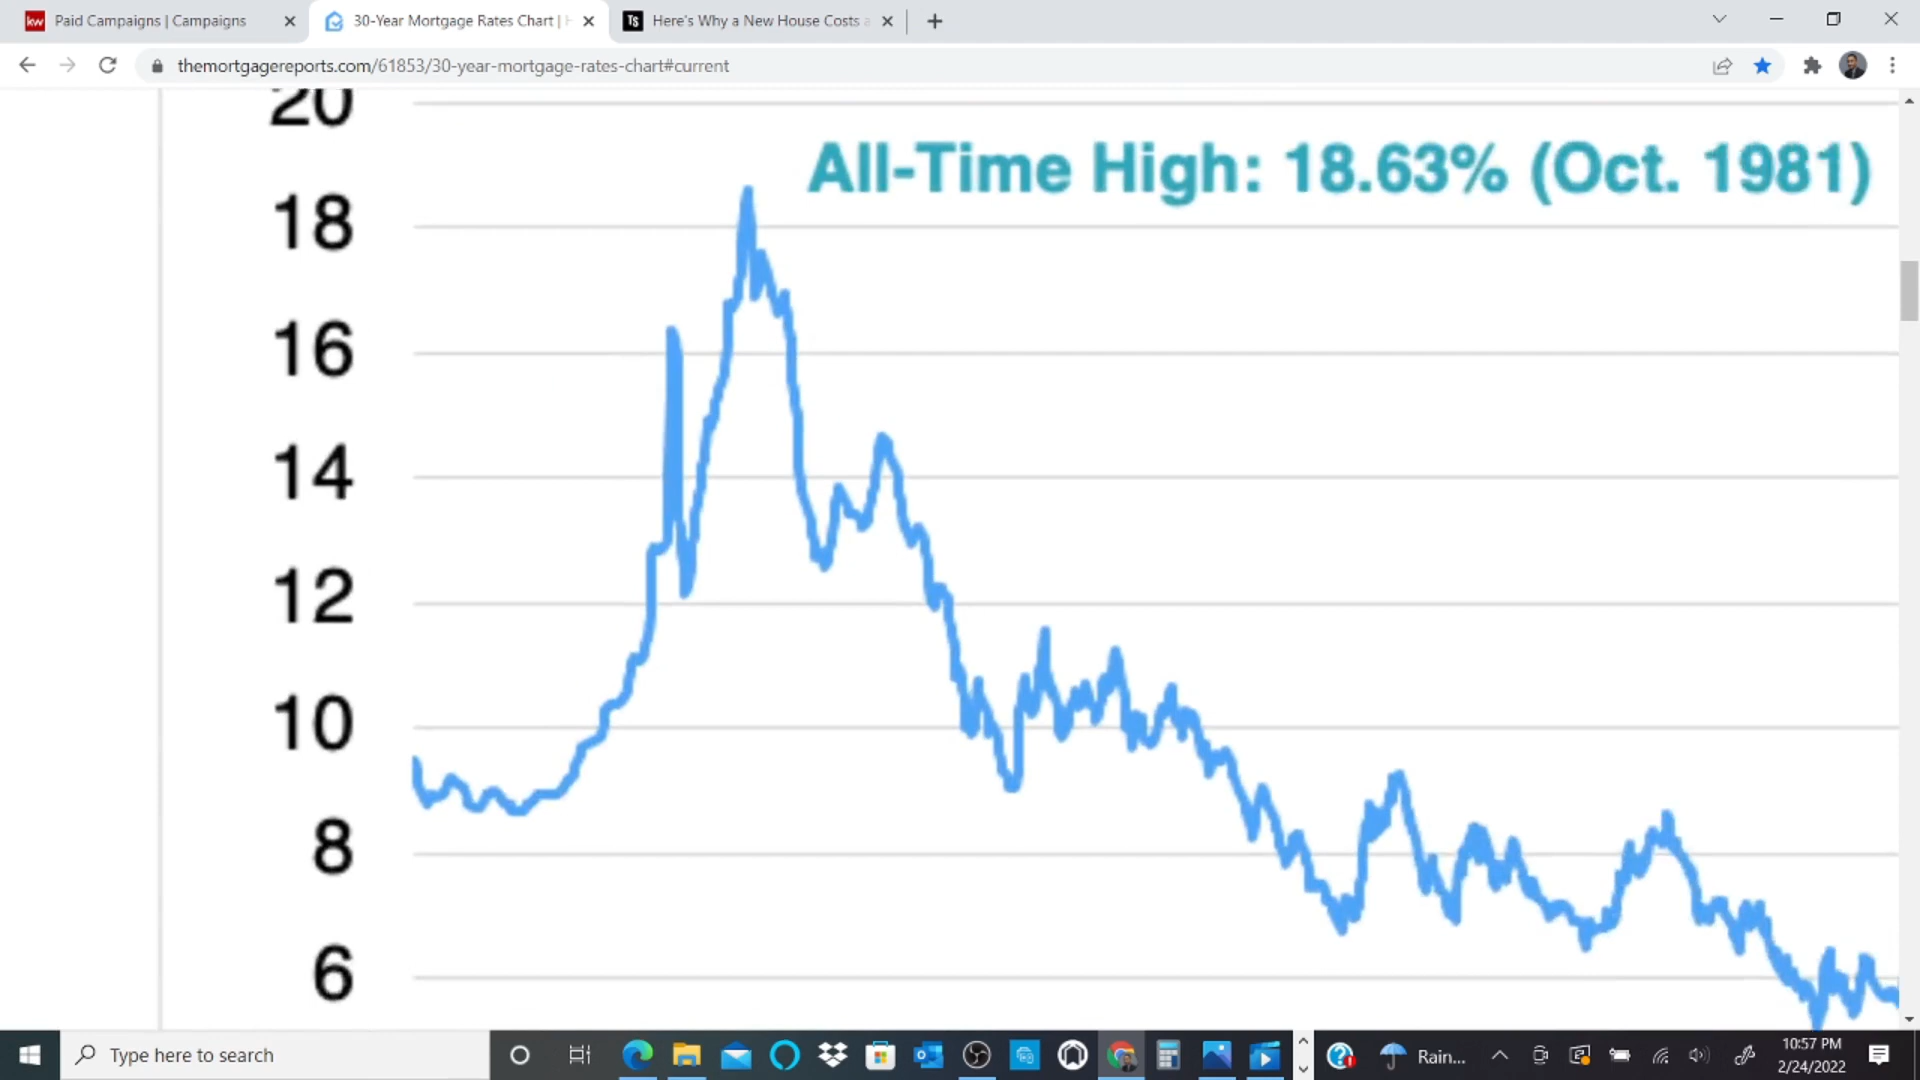 kw Paid Campaigns | Campaigns
30-Year Mortgage Rates Chart |
Ts Here's Why a New House Costs
themortgagereports.com/61853/30-year-mortgage-rates-chart#current
20
All-Time High: 18.63% (Oct. 1981)
18
16
14
12
10
8
6
Type here to search
Rain...
10:57 PM
2/24/2022